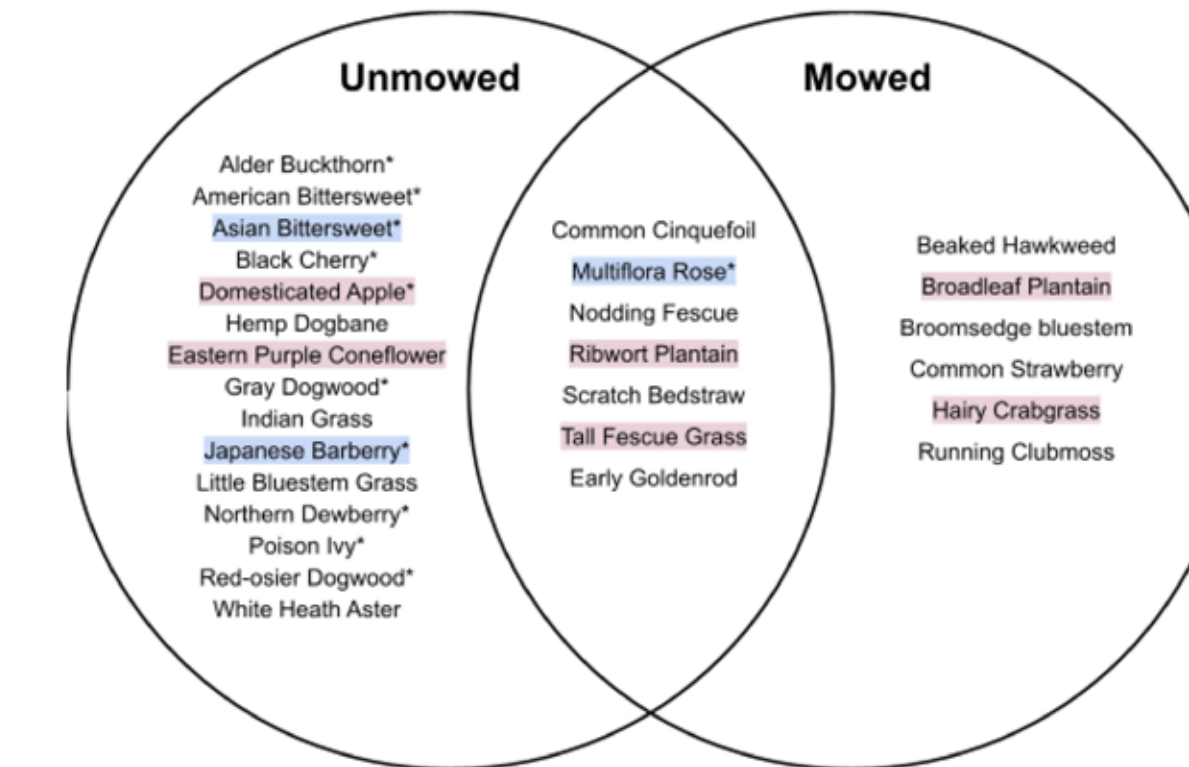 Unmowed
Mowed
Alder Buckthorn*
American Bittersweet*
Asian Bittersweet*
Black Cherry*
Domesticated Apple*
Hemp Dogbane
Eastern Purple Coneflower
Gray Dogwood*
Indian Grass
Japanese Barberry*
Little Bluestem Grass
Northern Dewberry*
Poison Ivy*
Red-osier Dogwood*
White Heath Aster
Common Cinquefoil
Multiflora Rose*
Nodding Fescue
Ribwort Plantain
Scratch Bedstraw
Tall Fescue Grass
Early Goldenrod
Beaked Hawkweed
Broadleaf Plantain
Broomsedge bluestem
Common Strawberry
Hairy Crabgrass
Running Clubmoss